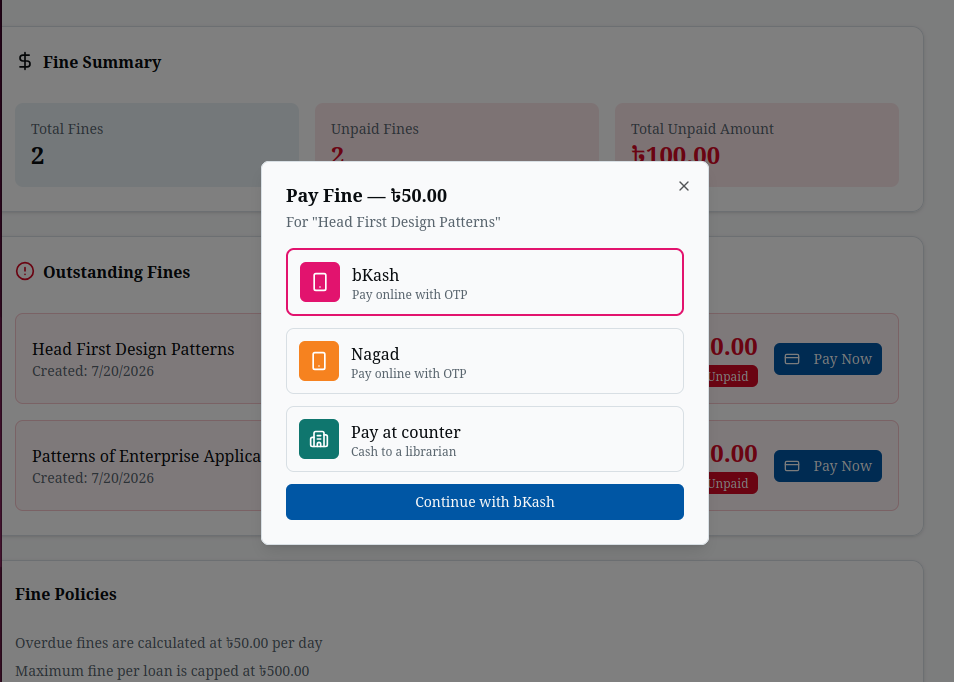 Fine Summary
Total Fines
2
Unpaid Fines
2
Total Unpaid Amount
৳100.00
Pay Fine — ৳50.00
For "Head First Design Patterns"
bKash
Pay online with OTP
Nagad
Pay online with OTP
Pay at counter
Cash to a librarian
Continue with bKash
Outstanding Fines
Head First Design Patterns
Created: 7/20/2026
0.00
Unpaid
Pay Now
Patterns of Enterprise Applica
Created: 7/20/2026
0.00
Unpaid
Pay Now
Fine Policies
Overdue fines are calculated at ৳50.00 per day
Maximum fine per loan is capped at ৳500.00